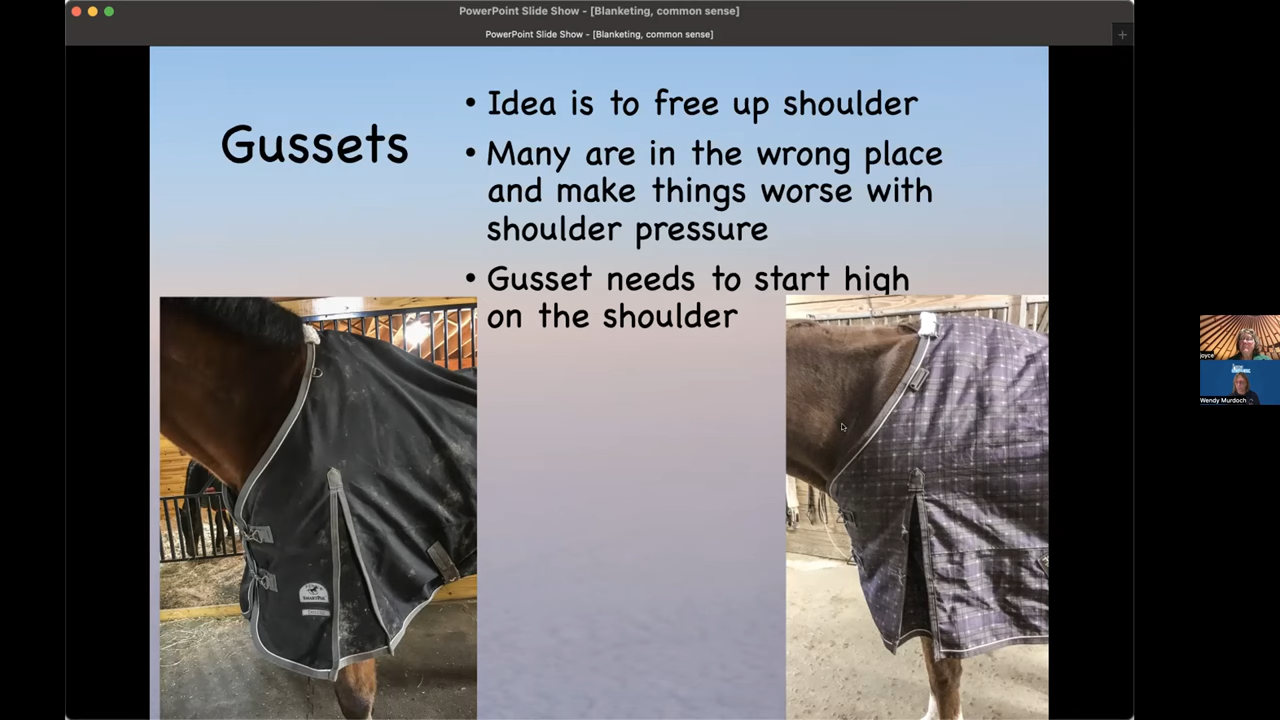 PowerPoint Slide Show - [Blanketing, common sense]
PowerPoint Slide Show - [Blanketing, common sense]
Gussets
• Idea is to free up shoulder
• Many are in the wrong place
and make things worse with
shoulder pressure
• Gusset needs to start high
on the shoulder
SmartPak
joyce
Wendy Murdoch